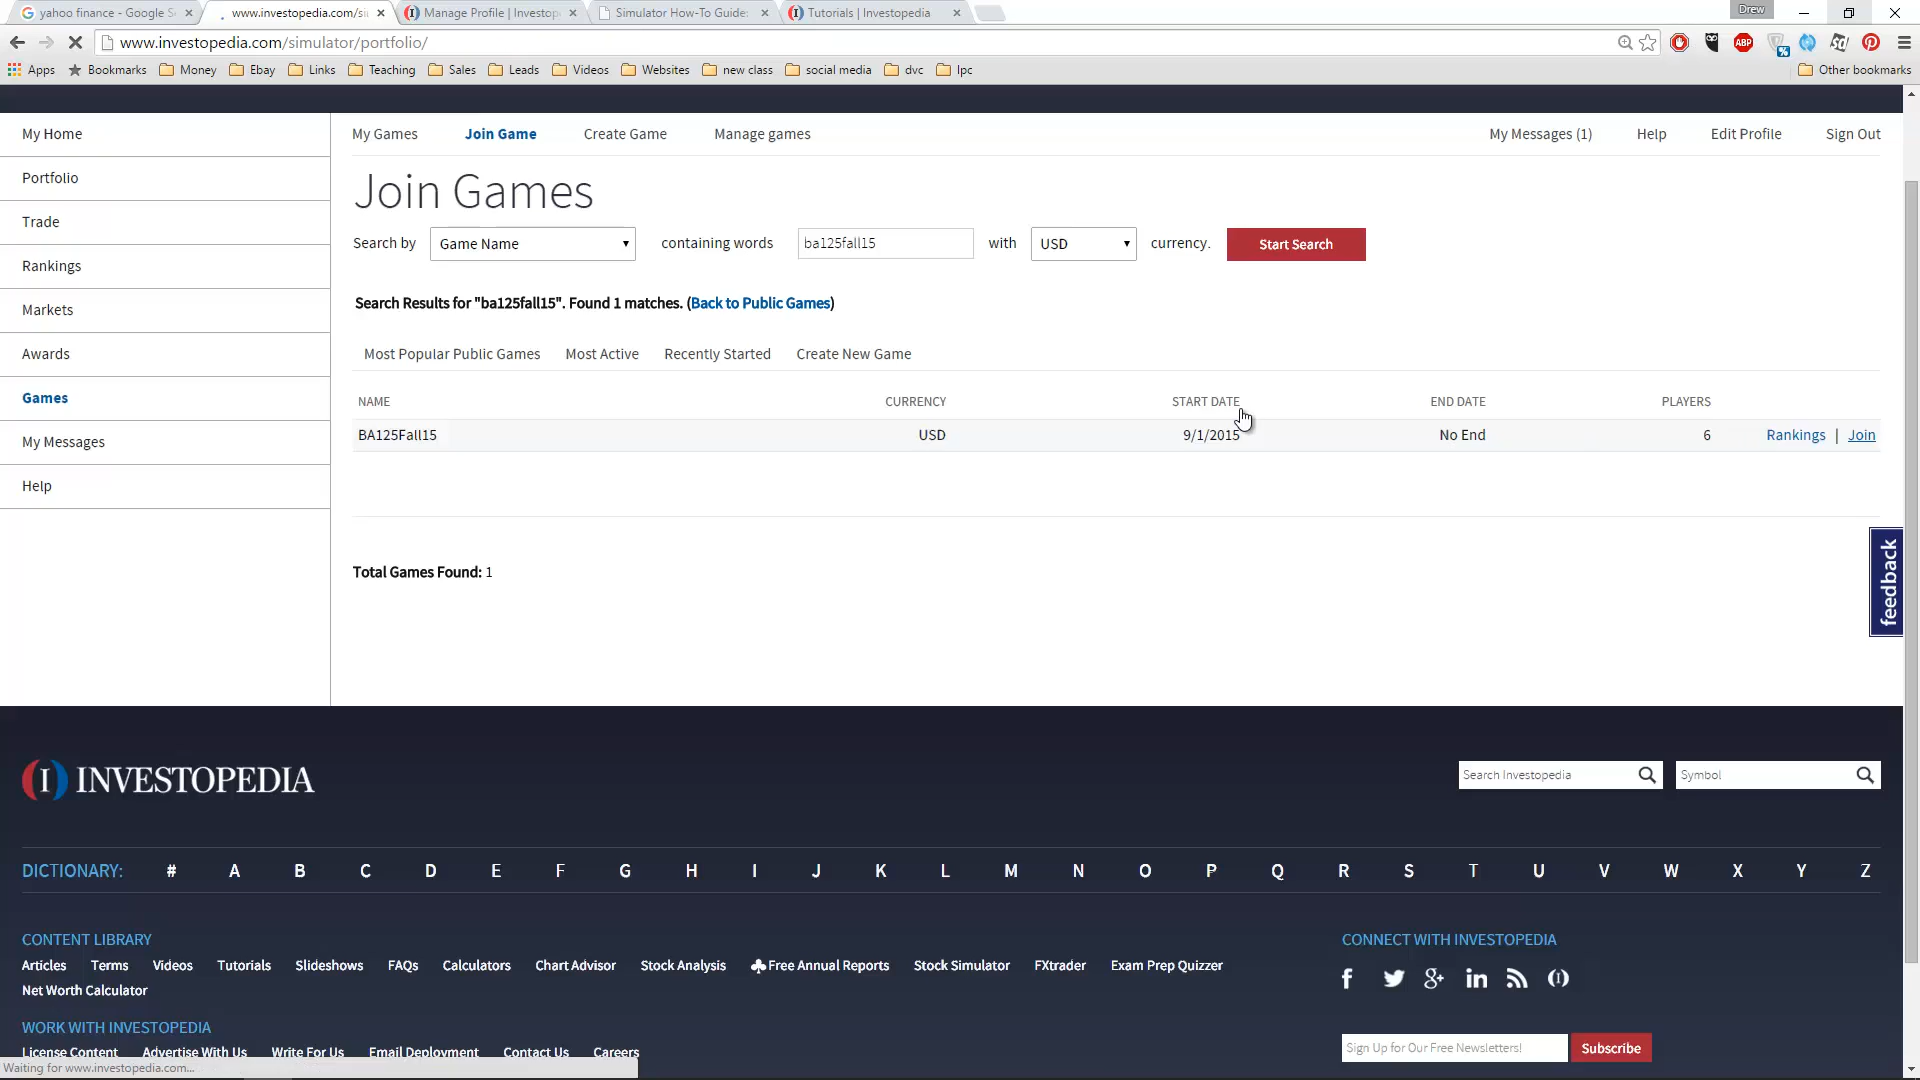 yahoo finance - Google S
www.investopedia.com/si
Manage Profile | Investop
Simulator How-To Guide:
Tutorials | Investopedia
Drew
www.investopedia.com/simulator/portfolio/
Apps Bookmarks Money Ebay Links Teaching Sales Leads Videos Websites new class social media dvc lpc Other bookmarks
My Home
Portfolio
Trade
Rankings
Markets
Awards
Games
My Messages
Help
My Games Join Game Create Game Manage games My Messages (1) Help Edit Profile Sign Out
Join Games
Search by Game Name containing words ba125fall15 with USD currency. Start Search
Search Results for "ba125fall15". Found 1 matches. (Back to Public Games)
Most Popular Public Games Most Active Recently Started Create New Game
NAME CURRENCY START DATE END DATE PLAYERS
BA125Fall15 USD 9/1/2015 No End 6 Rankings | Join
Total Games Found: 1
feedback
INVESTOPEDIA
Search Investopedia Symbol
DICTIONARY: # A B C D E F G H I J K L M N O P Q R S T U V W X Y Z
CONTENT LIBRARY
Articles Terms Videos Tutorials Slideshows FAQs Calculators Chart Advisor Stock Analysis Free Annual Reports Stock Simulator FXtrader Exam Prep Quizzer
Net Worth Calculator
CONNECT WITH INVESTOPEDIA
WORK WITH INVESTOPEDIA
License Content Advertise With Us Write For Us Email Deployment Contact Us Careers
Sign Up for Our Free Newsletters! Subscribe
Waiting for www.investopedia.com...